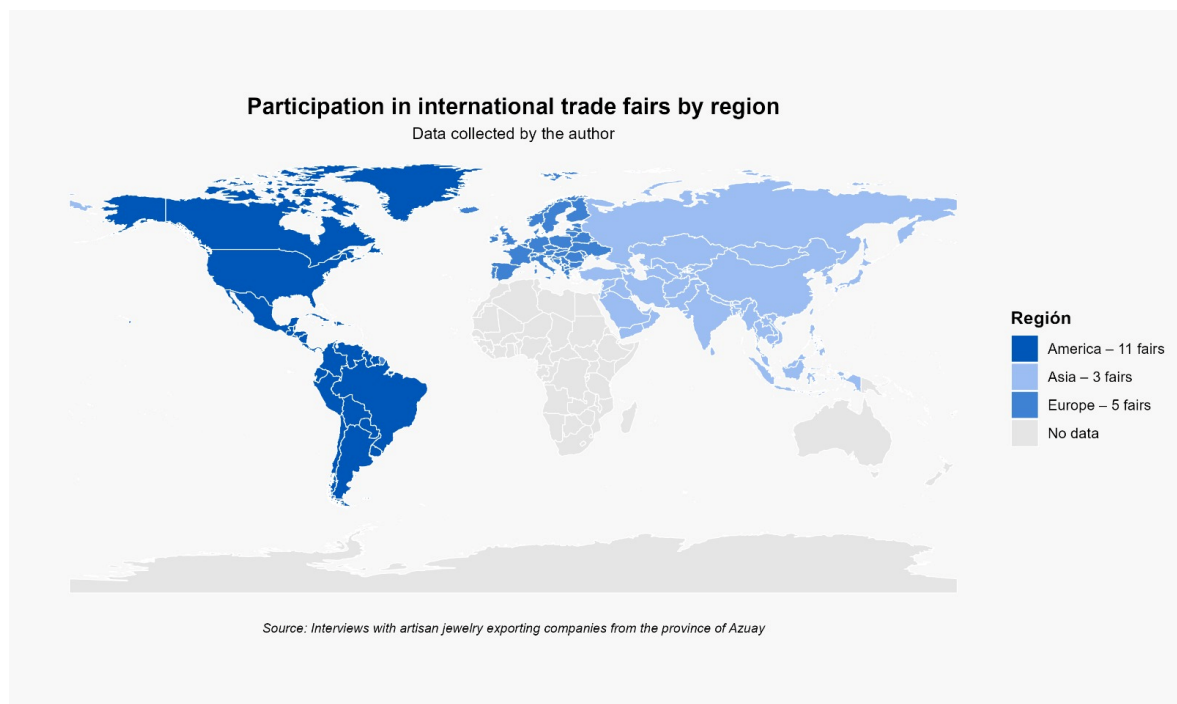 Participation in international trade fairs by region
Data collected by the author
Región
America – 11 fairs
Asia – 3 fairs
Europe – 5 fairs
No data
Source: Interviews with artisan jewelry exporting companies from the province of Azuay